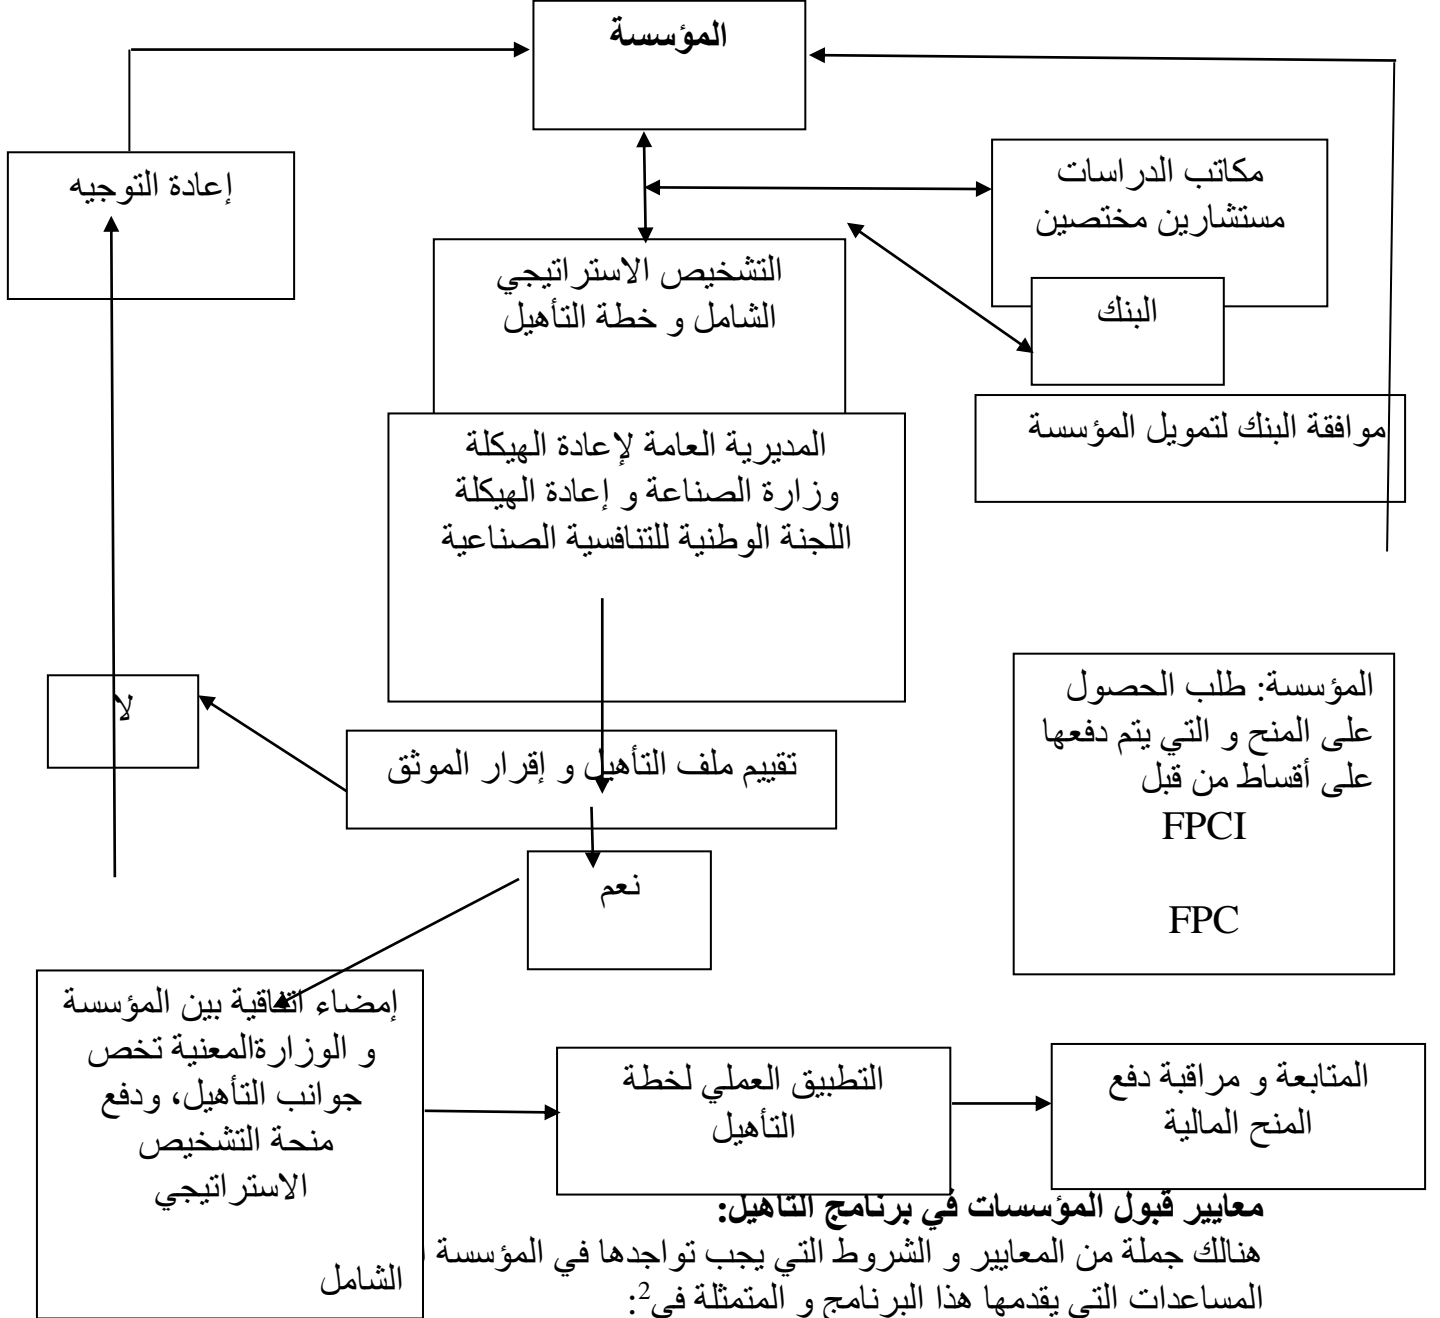 المؤسسة
إعادة التوجيه
مكاتب الدراسات
مستشارين مختصين
التشخيص الاستراتيجي
الشامل و خطة التأهيل
البنك
موافقة البنك لتمويل المؤسسة
المديرية العامة لإعادة الهيكلة
وزارة الصناعة و إعادة الهيكلة
اللجنة الوطنية للتنافسية الصناعية
المؤسسة: طلب الحصول
على المنح و التي يتم دفعها
على أقساط من قبل
FPCI
FPC
لا
تقييم ملف التأهيل و إقرار الموثق
نعم
إمضاء اتفاقية بين المؤسسة
و الوزارةالمعنية تخص
جوانب التأهيل، ودفع
منحة التشخيص
الاستراتيجي
الشامل
التطبيق العملي لخطة
التأهيل
المتابعة و مراقبة دفع
المنح المالية
معايير قبول المؤسسات في برنامج التاهيل:
هنالك جملة من المعايير و الشروط التي يجب تواجدها في المؤسسة
المساعدات التي يقدمها هذا البرنامج و المتمثلة في2: